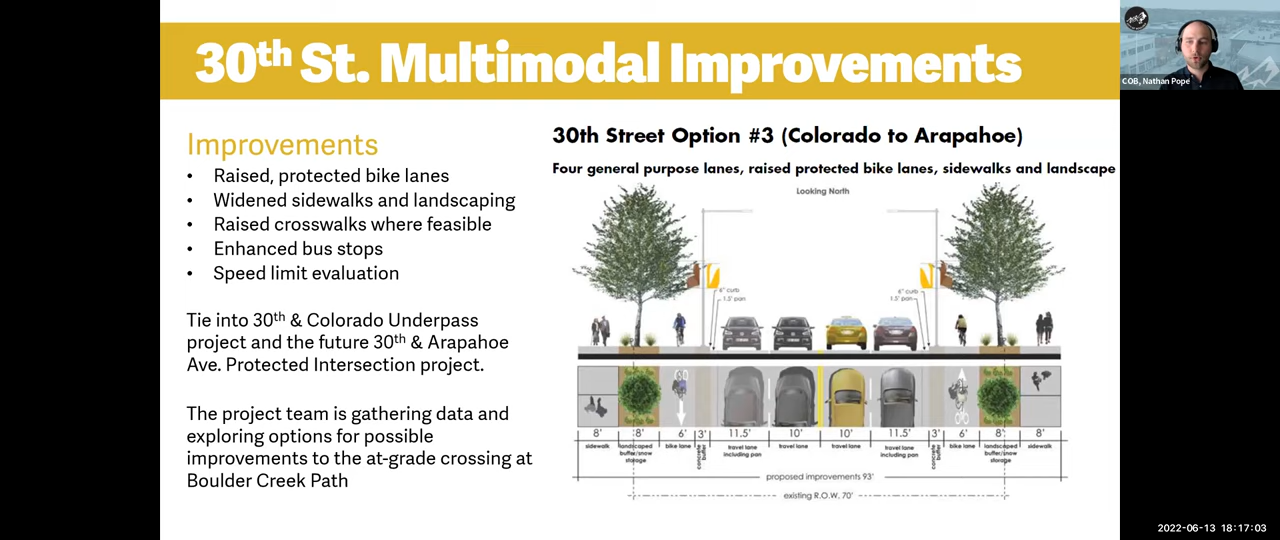 30th St. Multimodal Improvements
COB, Nathan Pope
Improvements
• Raised, protected bike lanes
• Widened sidewalks and landscaping
• Raised crosswalks where feasible
• Enhanced bus stops
• Speed limit evaluation
Tie into 30th & Colorado Underpass
project and the future 30th & Arapahoe
Ave. Protected Intersection project.
The project team is gathering data and
exploring options for possible
improvements to the at-grade crossing at
Boulder Creek Path
30th Street Option #3 (Colorado to Arapahoe)
Four general purpose lanes, raised protected bike lanes, sidewalks and landscape
Looking North
6" curb
1.5' pan
6" curb
1.5' pan
8' 8' 6' 3' 11.5' 10' 10' 11.5' 3' 6' 8' 8'
sidewalk landscaped buffer/snow storage bike lane concrete buffer travel lane including pan travel lane travel lane travel lane including pan concrete buffer bike lane landscaped buffer/snow storage sidewalk
proposed improvements 93'
existing R.O.W. 70'
2022-06-13 18:17:03